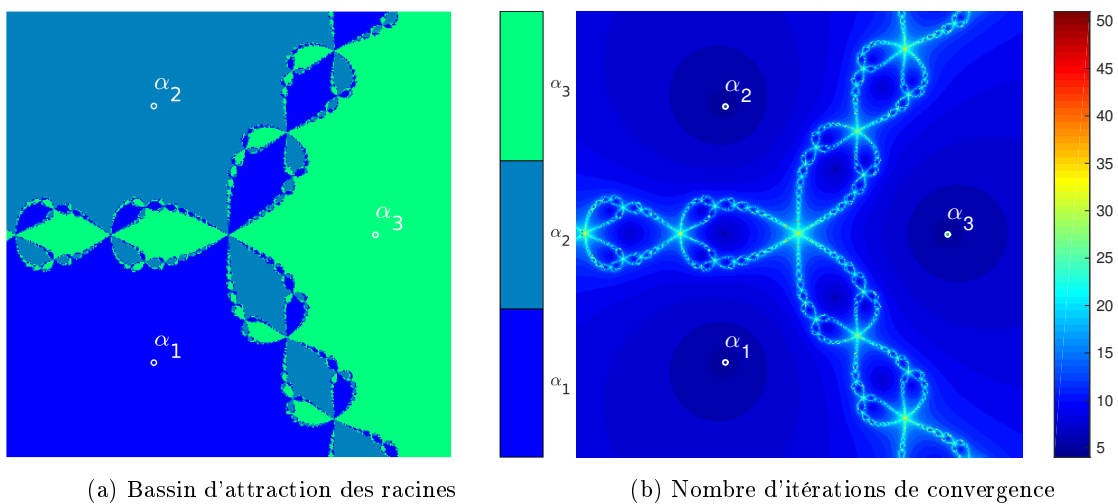 α2
α3
α1
α3
α2
α1
α2
α3
α1
50
45
40
35
30
25
20
15
10
5
(a) Bassin d'attraction des racines
(b) Nombre d'itérations de convergence